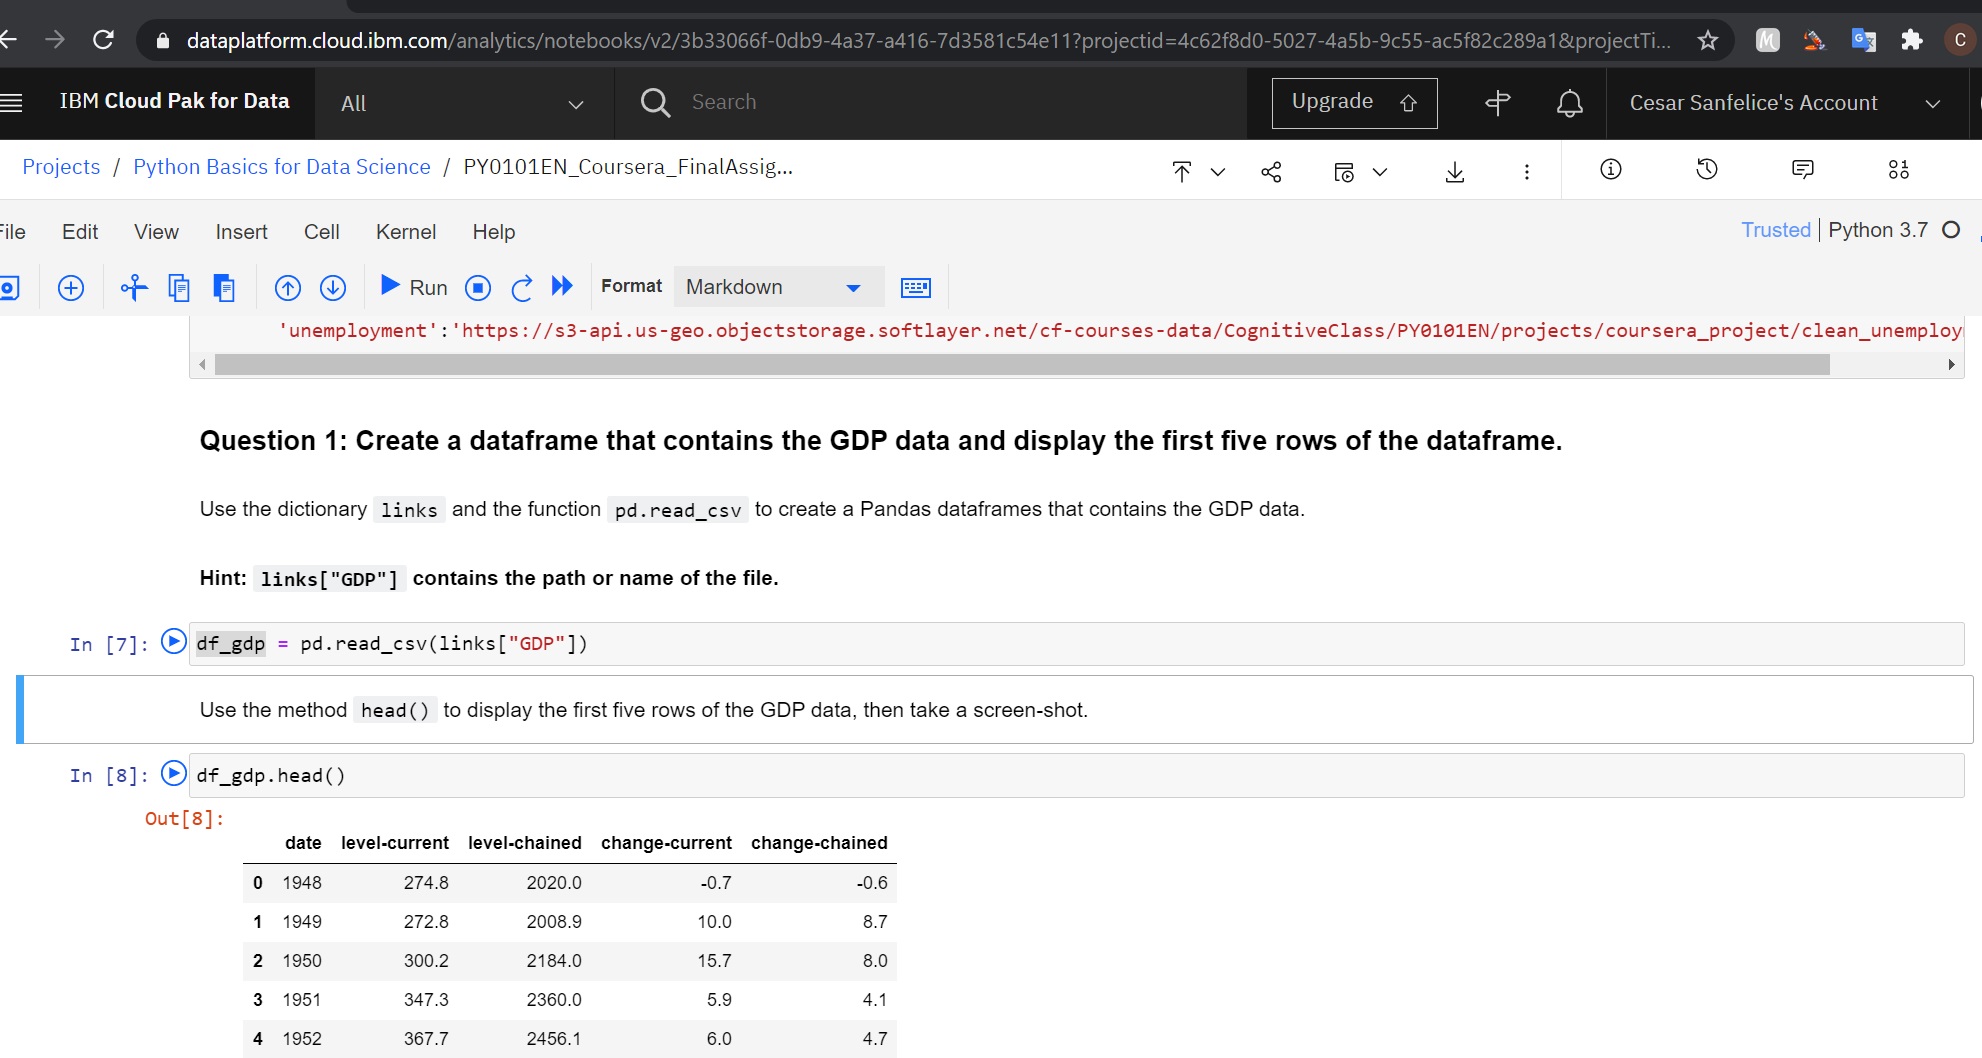 dataplatform.cloud.ibm.com/analytics/notebooks/v2/3b33066f-0db9-4a37-a416-7d3581c54e11?projectid=4c62f8d0-5027-4a5b-9c55-ac5f82c289a1&projectTi...
C
IBM Cloud Pak for Data
All
Search
Upgrade
Cesar Sanfelice's Account
Projects / Python Basics for Data Science / PY0101EN_Coursera_FinalAssig...
File Edit View Insert Cell Kernel Help
Trusted | Python 3.7
Run
Format
Markdown
'unemployment':'https://s3-api.us-geo.objectstorage.softlayer.net/cf-courses-data/CognitiveClass/PY0101EN/projects/coursera_project/clean_unemploy
Question 1: Create a dataframe that contains the GDP data and display the first five rows of the dataframe.
Use the dictionary links and the function pd.read_csv to create a Pandas dataframes that contains the GDP data.
Hint: links["GDP"] contains the path or name of the file.
In [7]: df_gdp = pd.read_csv(links["GDP"])
Use the method head() to display the first five rows of the GDP data, then take a screen-shot.
In [8]: df_gdp.head()
Out[8]:
date level-current level-chained change-current change-chained
0 1948 274.8 2020.0 -0.7 -0.6
1 1949 272.8 2008.9 10.0 8.7
2 1950 300.2 2184.0 15.7 8.0
3 1951 347.3 2360.0 5.9 4.1
4 1952 367.7 2456.1 6.0 4.7